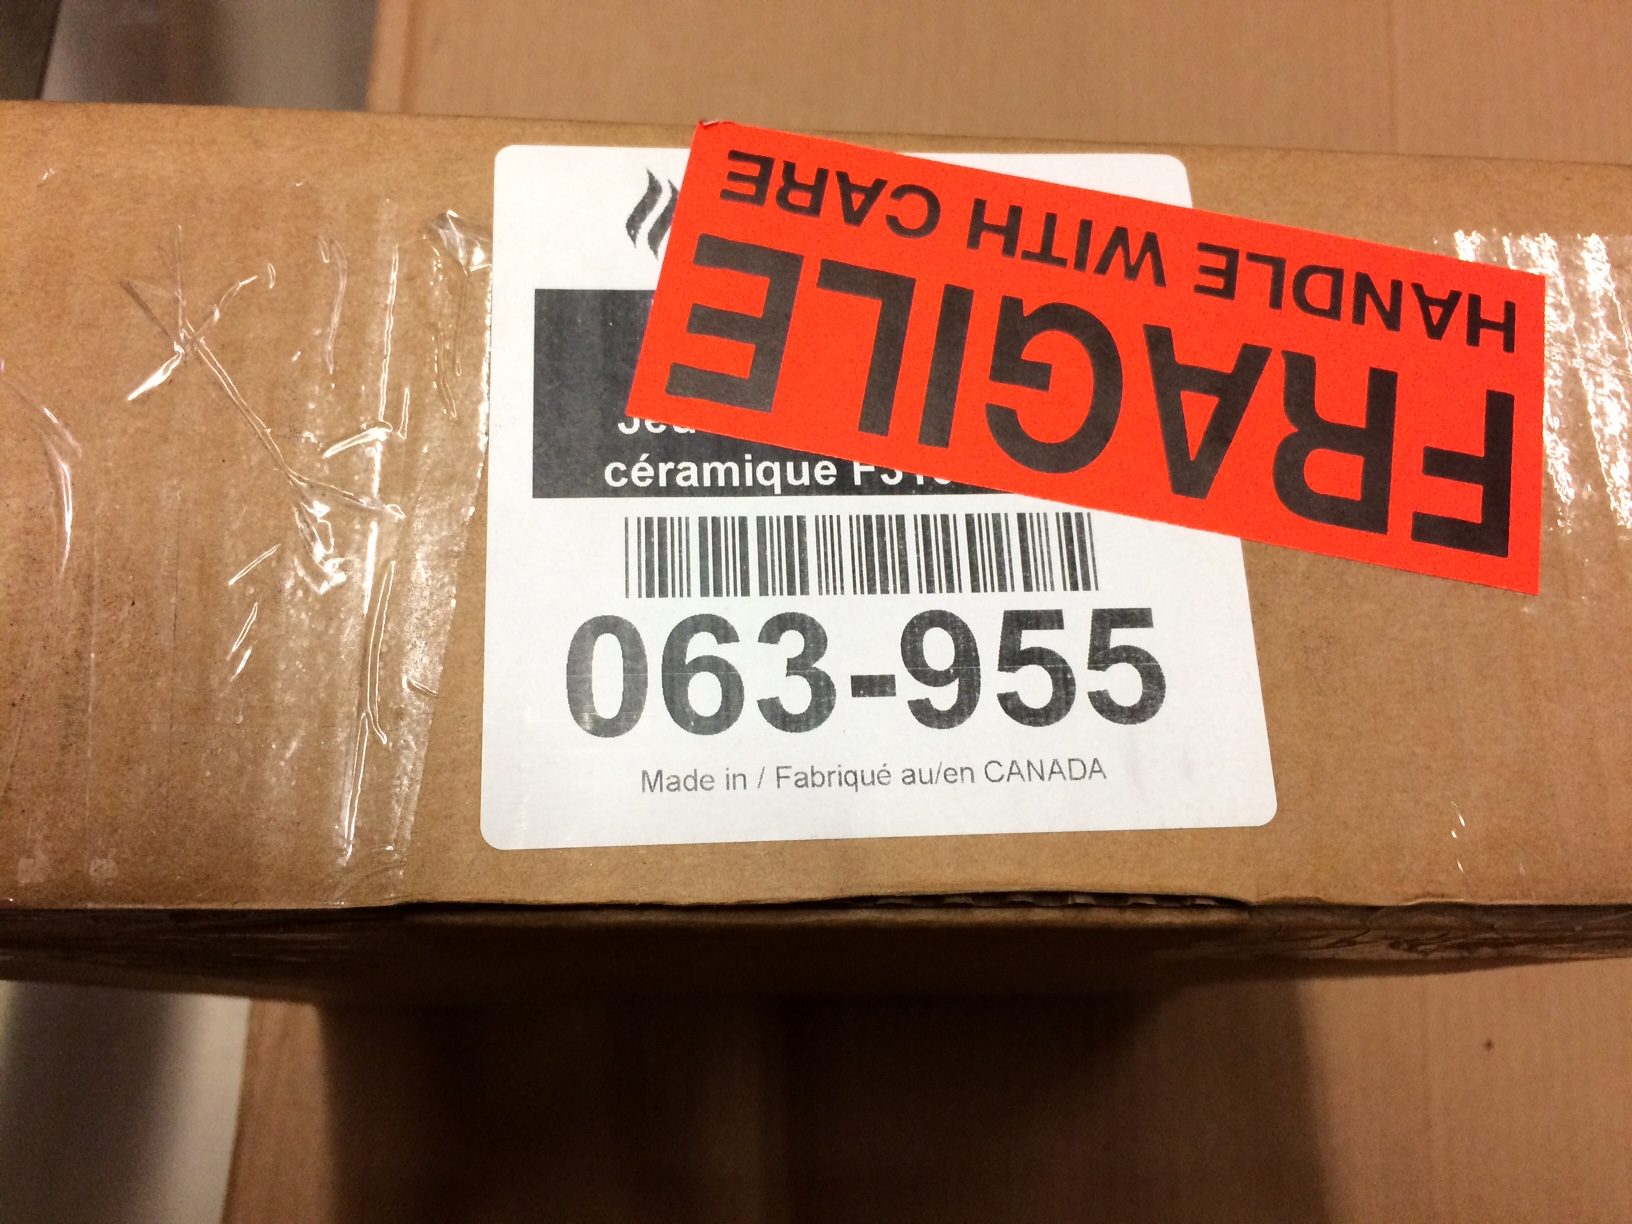 FRAGILE
HANDLE WITH CARE
céramique
063-955
Made in / Fabriqué au/en CANADA